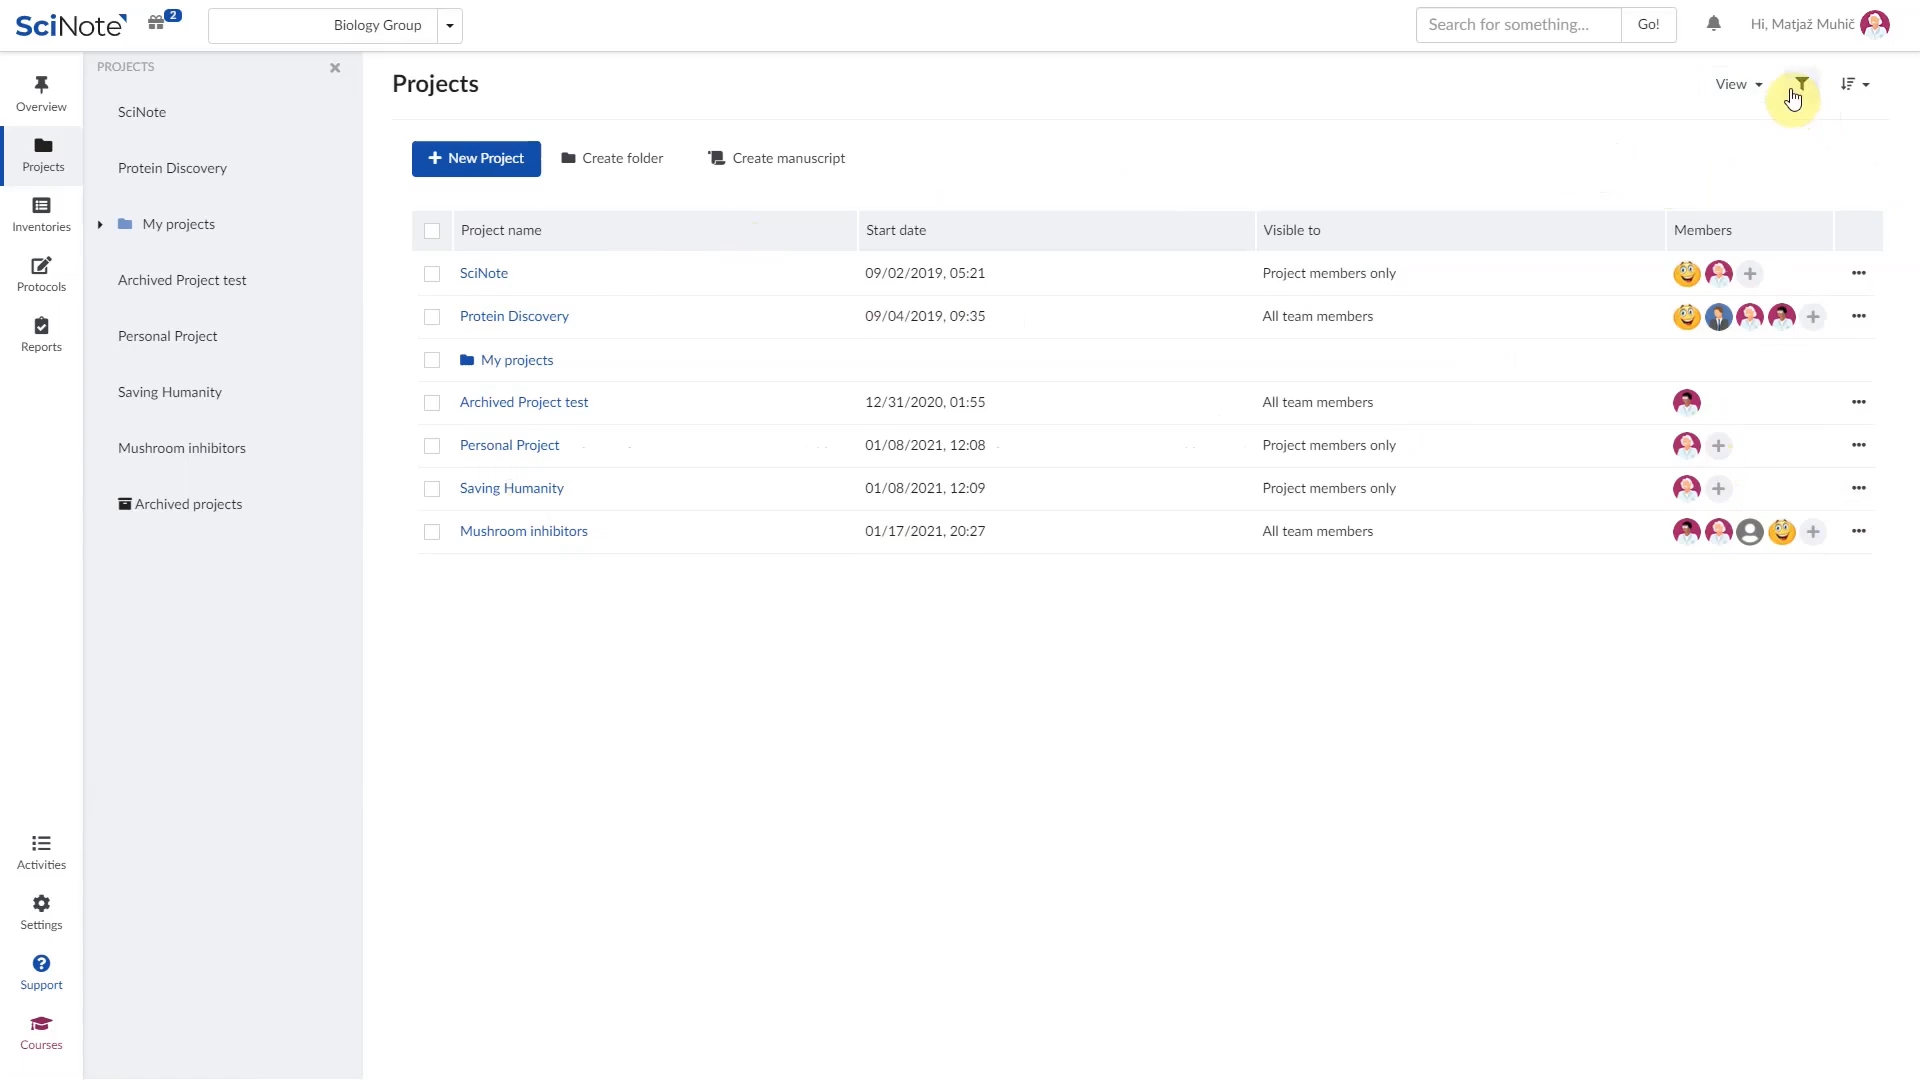 SciNote
2
Biology Group
Search for something...
Go!
Hi, Matjaž Muhič
Overview
Projects
Inventories
Protocols
Reports
Activities
Settings
Support
Courses
PROJECTS
SciNote
Protein Discovery
My projects
Archived Project test
Personal Project
Saving Humanity
Mushroom inhibitors
Archived projects
Projects
View
New Project
Create folder
Create manuscript
Project name Start date Visible to Members
SciNote 09/02/2019, 05:21 Project members only
Protein Discovery 09/04/2019, 09:35 All team members
My projects
Archived Project test 12/31/2020, 01:55 All team members
Personal Project 01/08/2021, 12:08 Project members only
Saving Humanity 01/08/2021, 12:09 Project members only
Mushroom inhibitors 01/17/2021, 20:27 All team members